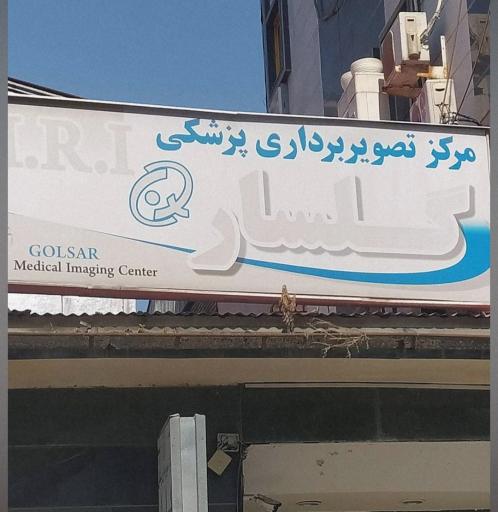 M.R.I
مرکز تصویربرداری پزشکی
گلسار
GOLSAR
Medical Imaging Center